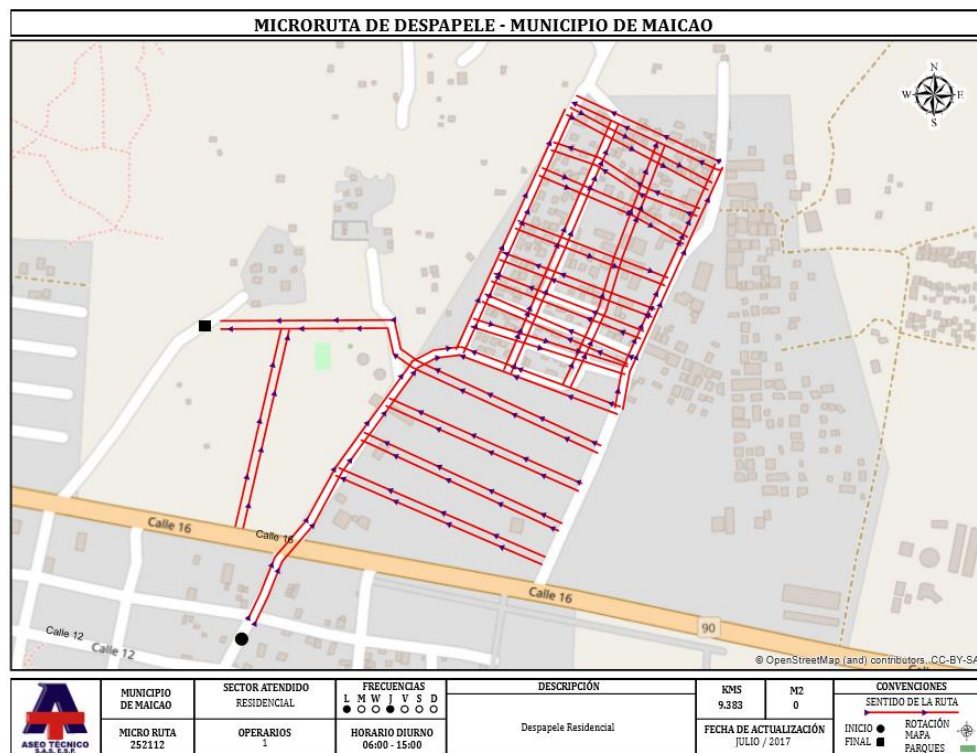 MICRORUTA DE DESPAPELE - MUNICIPIO DE MAICAO
N
W E
S
Calle 16
Calle 16
Calle 16
90
Calle 12
Calle 12
© OpenStreetMap (and) contributors, CC-BY-SA
ASEO TÉCNICO
S.A.S. E.S.P.
MUNICIPIO
DE MAICAO
MICRO RUTA
252112
SECTOR ATENDIDO
RESIDENCIAL
OPERARIOS
1
FRECUENCIAS
L M W J V S D
HORARIO DIURNO
06:00 - 15:00
DESCRIPCIÓN
Despapele Residencial
KMS
9.383
M2
0
FECHA DE ACTUALIZACIÓN
JULIO / 2017
CONVENCIONES
SENTIDO DE LA RUTA
INICIO
FINAL
ROTACIÓN
MAPA
PARQUES